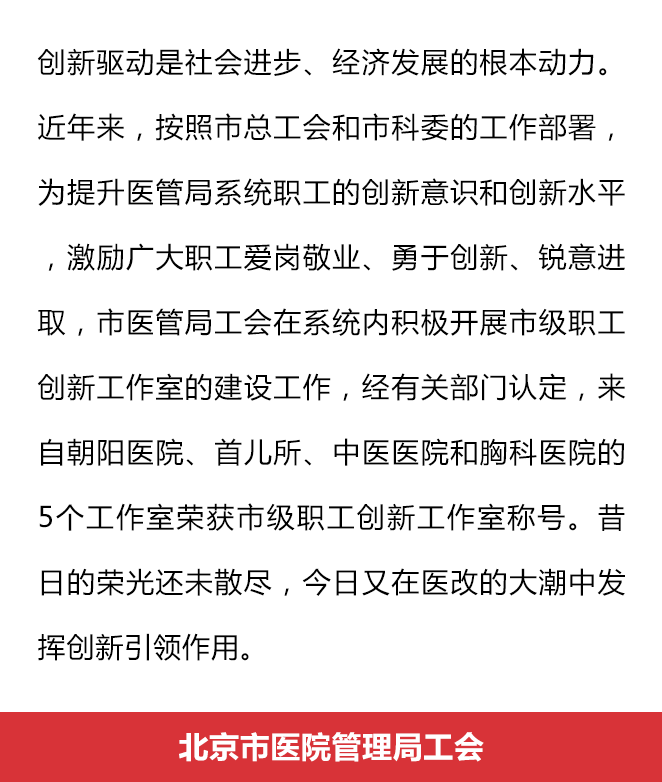 创新驱动是社会进步、经济发展的根本动力。
近年来，按照市总工会和市科委的工作部署，
为提升医管局系统职工的创新意识和创新水平
，激励广大职工爱岗敬业、勇于创新、锐意进
取，市医管局工会在系统内积极开展市级职工
创新工作室的建设工作，经有关部门认定，来
自朝阳医院、首儿所、中医医院和胸科医院的
5个工作室荣获市级职工创新工作室称号。昔
日的荣光还未散尽，今日又在医改的大潮中发
挥创新引领作用。
北京市医院管理局工会